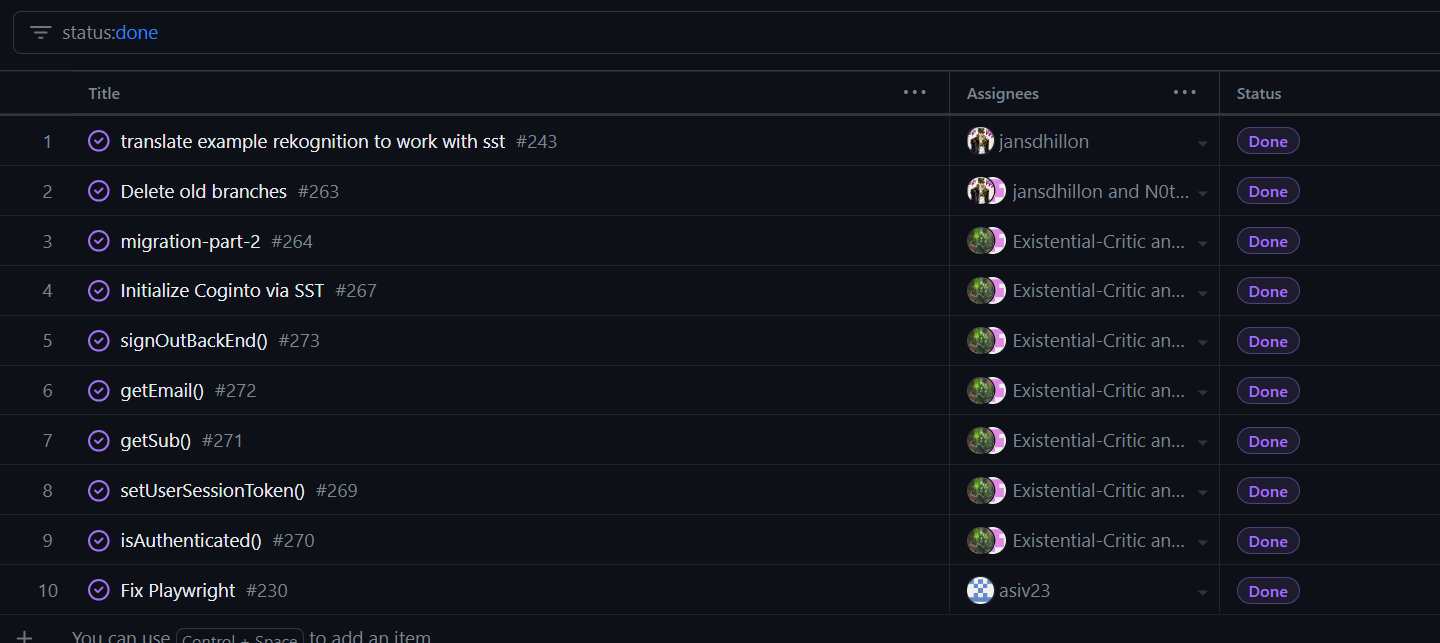 status:done
Title ... Assignees ... Status
1 translate example rekognition to work with sst #243 jansdhillon Done
2 Delete old branches #263 jansdhillon and N0t... Done
3 migration-part-2 #264 Existential-Critic an... Done
4 Initialize Coginto via SST #267 Existential-Critic an... Done
5 signOutBackEnd() #273 Existential-Critic an... Done
6 getEmail() #272 Existential-Critic an... Done
7 getSub() #271 Existential-Critic an... Done
8 setUserSessionToken() #269 Existential-Critic an... Done
9 isAuthenticated() #270 Existential-Critic an... Done
10 Fix Playwright #230 asiv23 Done
+ You can use Control + Space to add an item